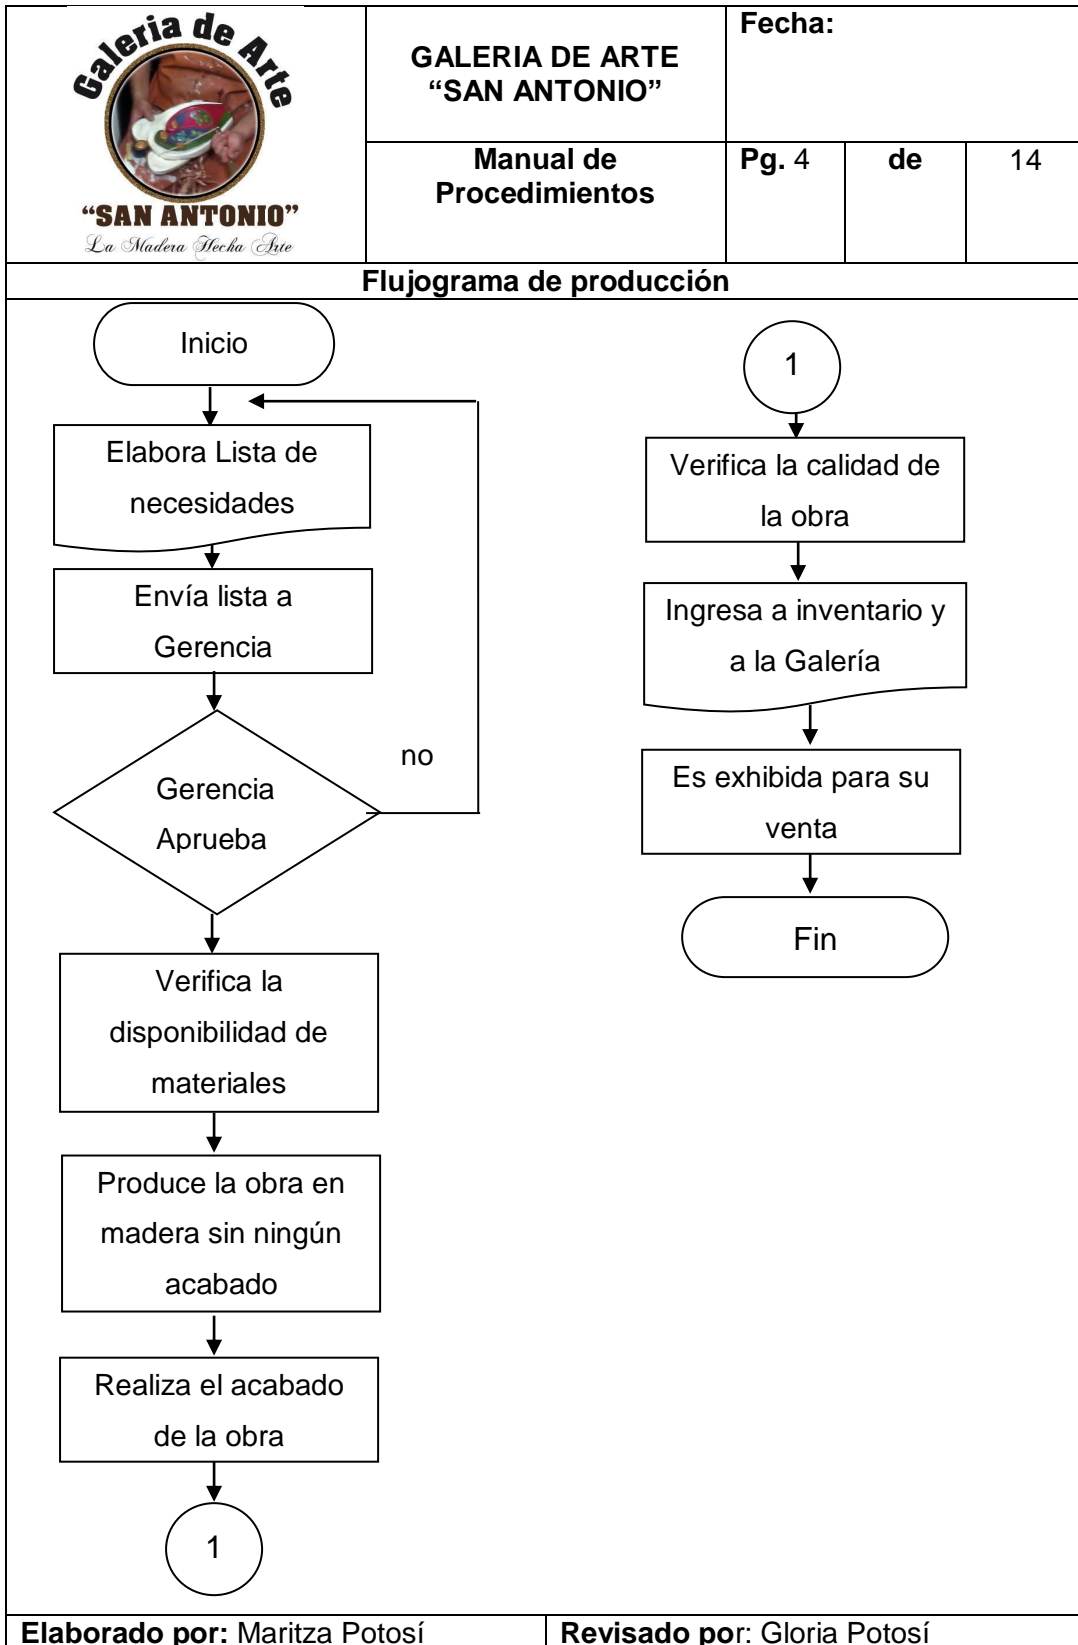 Galeria de Arte
“SAN ANTONIO”
La Madera Hecha Arte
GALERIA DE ARTE
“SAN ANTONIO”
Fecha:
Manual de
Procedimientos
Pg. 4 de 14
Flujograma de producción
Inicio
Elabora Lista de
necesidades
Envía lista a
Gerencia
Gerencia
Aprueba
no
Verifica la
disponibilidad de
materiales
Produce la obra en
madera sin ningún
acabado
Realiza el acabado
de la obra
1
1
Verifica la calidad de
la obra
Ingresa a inventario y
a la Galería
Es exhibida para su
venta
Fin
Elaborado por: Maritza Potosí
Revisado por: Gloria Potosí